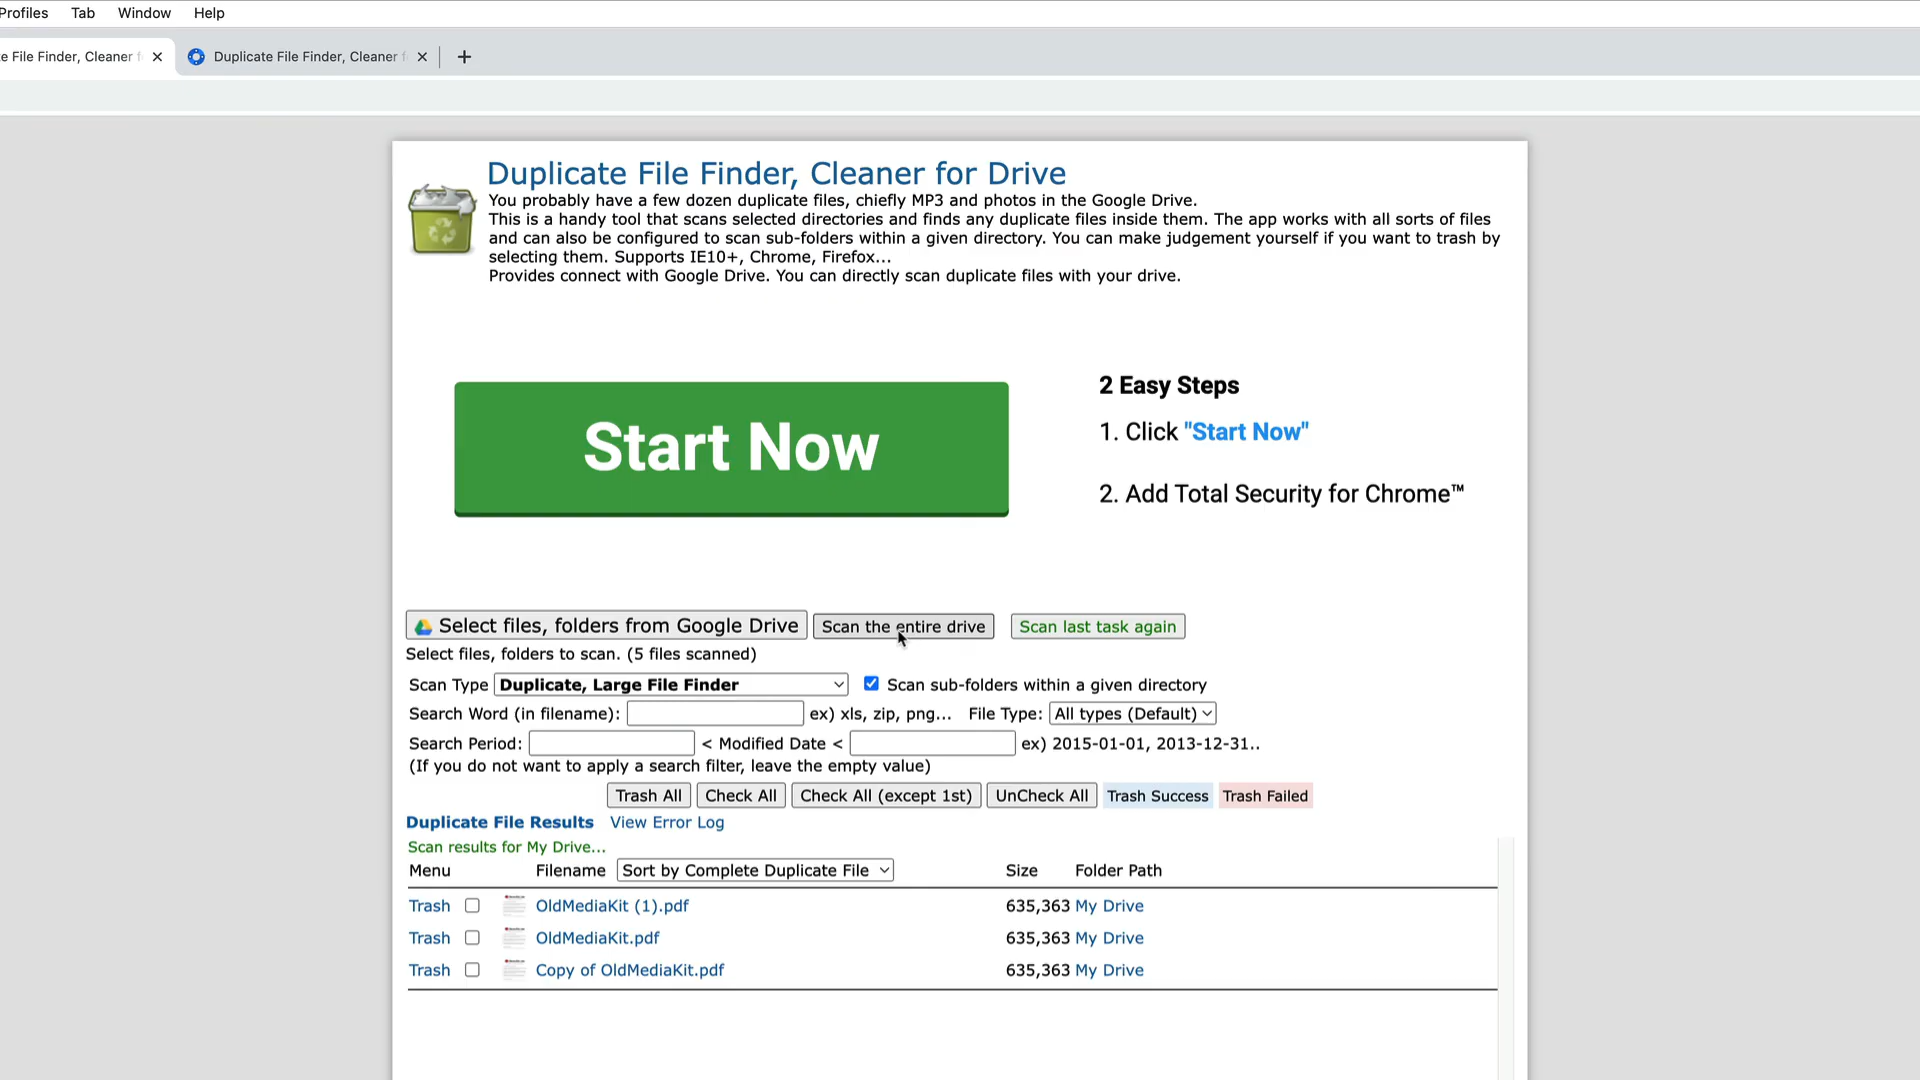 Profiles Tab Window Help
e File Finder, Cleaner f Duplicate File Finder, Cleaner f
Duplicate File Finder, Cleaner for Drive
You probably have a few dozen duplicate files, chiefly MP3 and photos in the Google Drive.
This is a handy tool that scans selected directories and finds any duplicate files inside them. The app works with all sorts of files
and can also be configured to scan sub-folders within a given directory. You can make judgement yourself if you want to trash by
selecting them. Supports IE10+, Chrome, Firefox...
Provides connect with Google Drive. You can directly scan duplicate files with your drive.
2 Easy Steps
Start Now
1. Click "Start Now"
2. Add Total Security for Chrome™
Select files, folders from Google Drive Scan the entire drive Scan last task again
Select files, folders to scan. (5 files scanned)
Scan Type Duplicate, Large File Finder Scan sub-folders within a given directory
Search Word (in filename): ex) xls, zip, png... File Type: All types (Default)
Search Period: < Modified Date < ex) 2015-01-01, 2013-12-31..
(If you do not want to apply a search filter, leave the empty value)
Trash All Check All Check All (except 1st) UnCheck All Trash Success Trash Failed
Duplicate File Results View Error Log
Scan results for My Drive...
Menu Filename Sort by Complete Duplicate File Size Folder Path
Trash OldMediaKit (1).pdf 635,363 My Drive
Trash OldMediaKit.pdf 635,363 My Drive
Trash Copy of OldMediaKit.pdf 635,363 My Drive